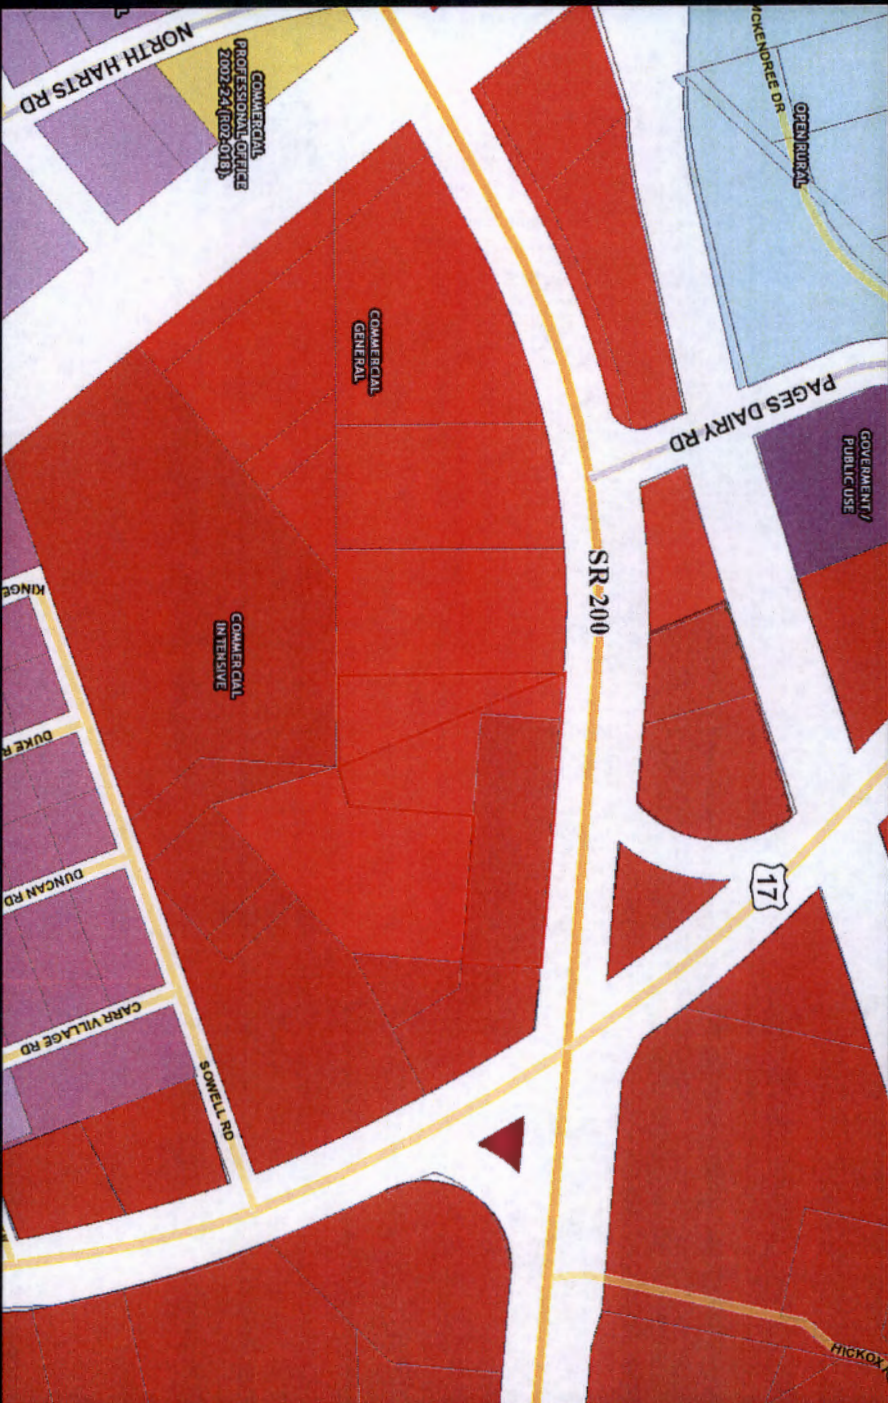 NORTH HARTS RD
COMMERCIAL
PROFESSIONAL OFFICE
2002-24 (R02-018)
MCKENDREE DR
OPEN RURAL
COMMERCIAL
GENERAL
PAGES DAIRY RD
GOVERMENT /
PUBLIC USE
SR 200
COMMERCIAL
INTENSIVE
KINGE
DUKE R
17
DUNCAN RD
CARR VILLAGE RD
SOWELL RD
HICKOX